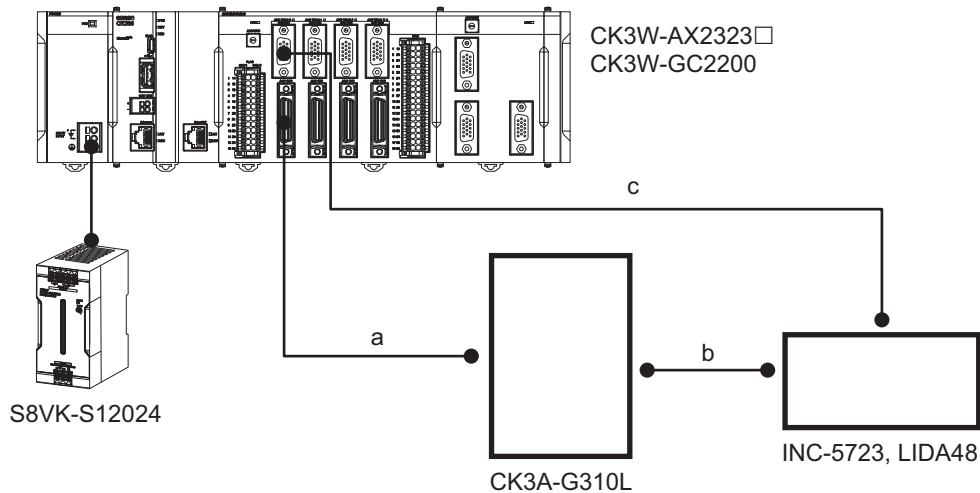 CK3W-AX2323□
CK3W-GC2200
c
a
b
S8VK-S12024
CK3A-G310L
INC-5723, LIDA48